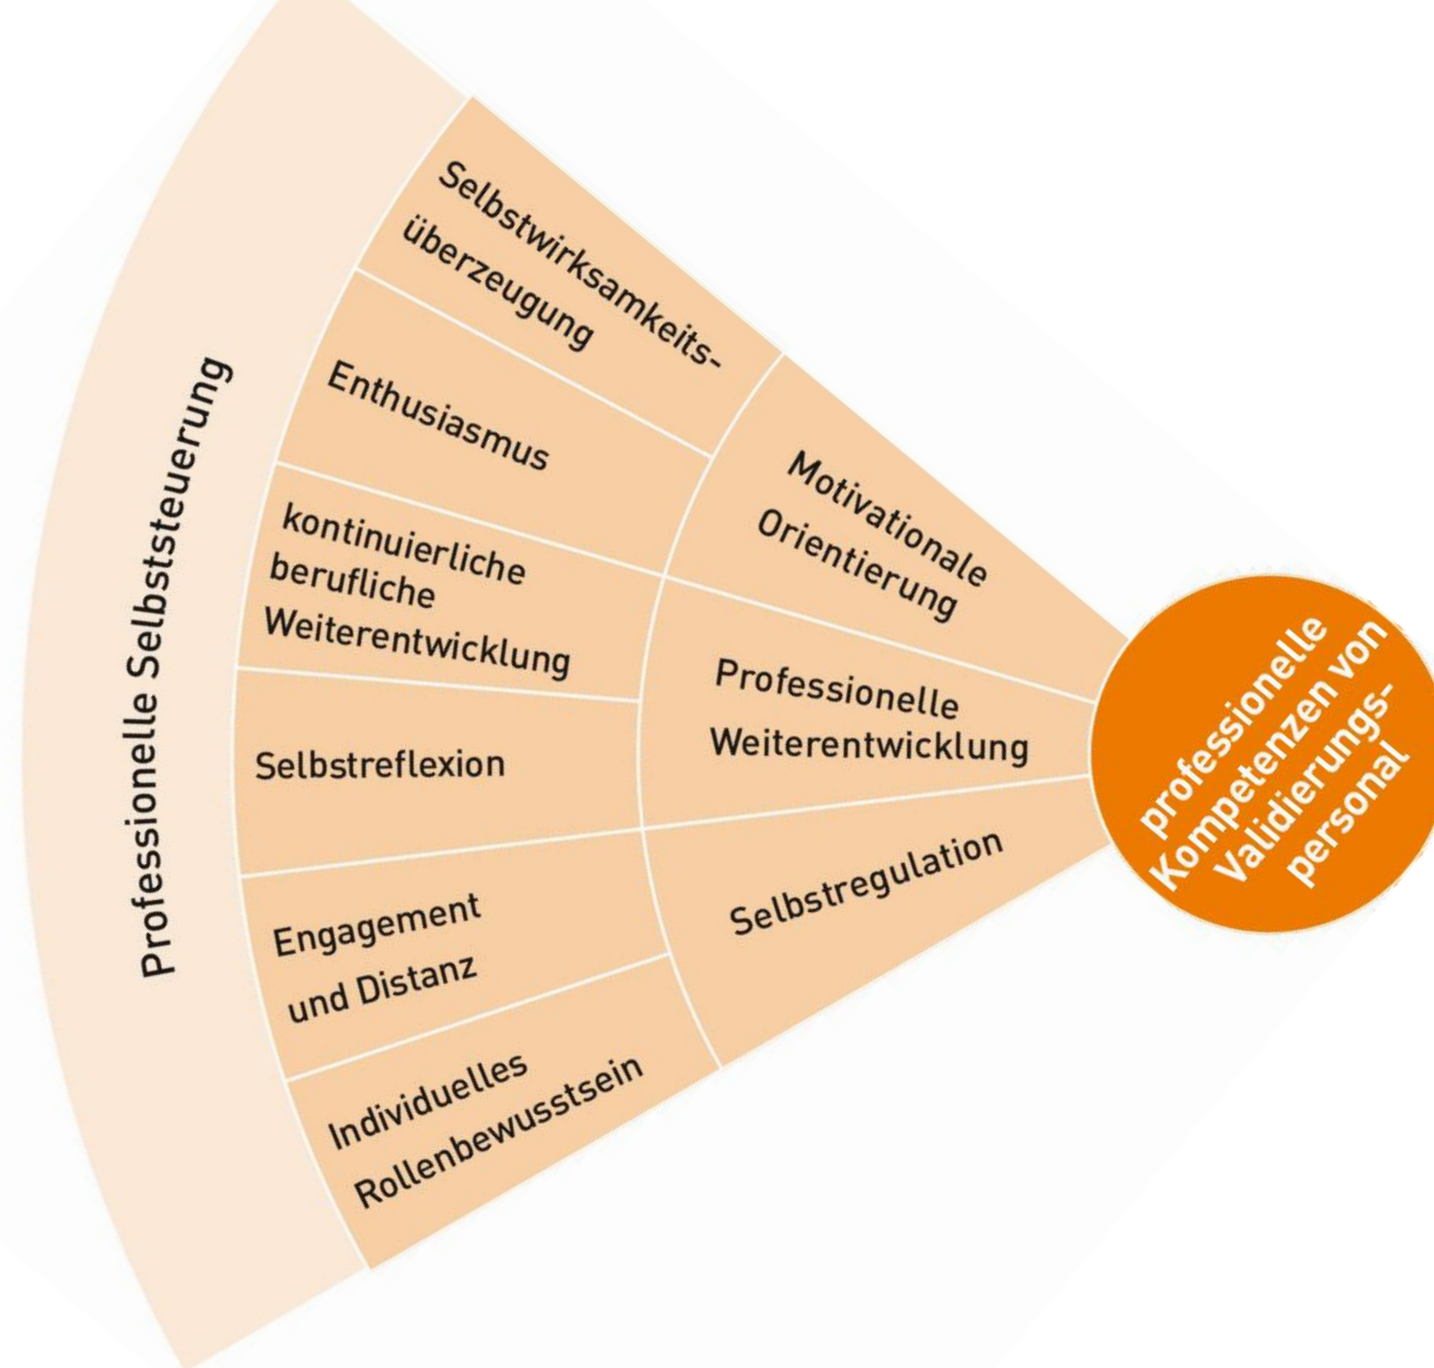 Professionelle Selbststeuerung
Selbstwirksamkeits-
überzeugung
Enthusiasmus
kontinuierliche
berufliche
Weiterentwicklung
Selbstreflexion
Engagement
und Distanz
Individuelles
Rollenbewusstsein
Motivationale
Orientierung
Professionelle
Weiterentwicklung
Selbstregulation
professionelle
Kompetenzen von
Validierungs-
personal